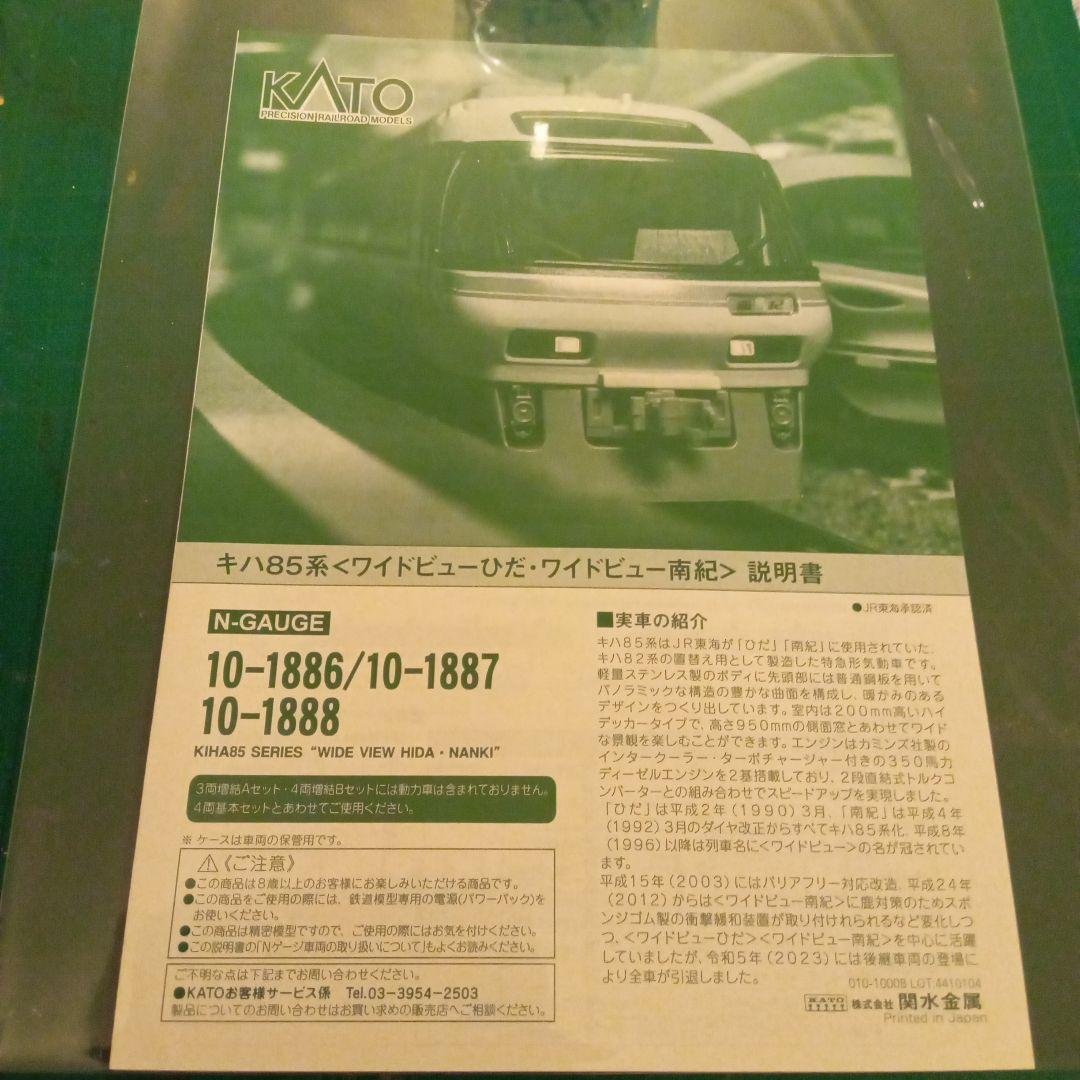 KATO
PRECISION RAILROAD MODELS
南紀
キハ85系<ワイドビューひだ・ワイドビュー南紀> 説明書
●JR東海承認済
N-GAUGE
10-1886/10-1887
10-1888
KIHA85 SERIES “WIDE VIEW HIDA・NANKI”
3両増結Aセット・4両増結Bセットには動力車は含まれておりません。
4両基本セットとあわせてご使用ください。
※ ケースは車両の保管用です。
⚠《ご注意》
●この商品は8歳以上のお客様にお楽しみいただける商品です。
●この商品をご使用の際には、鉄道模型専用の電源(パワーパック)を
お使いください。
●この商品は精密模型ですので、ご使用の際にはお気を付けください。
●この説明書の「Nゲージ車両の取り扱いについて」もよくお読みください。
ご不明な点は下記までお問い合わせください。
●KATOお客様サービス係 Tel.03-3954-2503
製品についてのお問い合わせはお買い求めの販売店へご相談ください。
■実車の紹介
キハ85系はJR東海が「ひだ」「南紀」に使用されていた、
キハ82系の置替え用として製造した特急形気動車です。
軽量ステンレス製のボディに先頭部には普通鋼板を用いて
パノラミックな構造の豊かな曲面を構成し、暖かみのある
デザインをつくり出しています。室内は200mm高いハイ
デッカータイプで、高さ950mmの側面窓とあわせてワイド
な景観を楽しむことができます。エンジンはカミンズ社製の
インタークーラー・ターボチャージャー付きの350馬力
ディーゼルエンジンを2基搭載しており、2段直結式トルクコ
ンバーターとの組み合わせでスピードアップを実現しました。
「ひだ」は平成2年(1990)3月、「南紀」は平成4年
(1992)3月のダイヤ改正からすべてキハ85系化、平成8年
(1996)以降は列車名に<ワイドビュー>の名が冠されてい
ます。
平成15年(2003)にはバリアフリー対応改造、平成24年
(2012)からは<ワイドビュー南紀>に鹿対策のためスポ
ンジゴム製の衝撃緩和装置が取り付けれられるなど変化しつ
つ、<ワイドビューひだ><ワイドビュー南紀>を中心に活躍
していましたが、令和5年(2023)には後継車両の登場に
より全車が引退しました。
010-10008 LOT:4410104
KATO 株式会社 関水金属
Printed in Japan